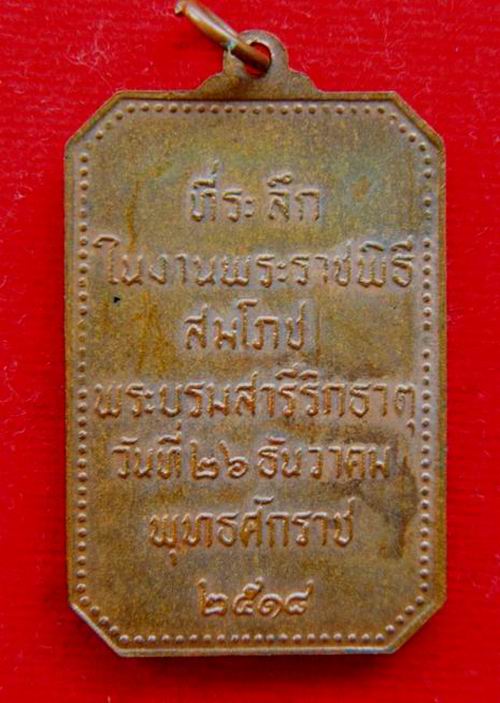 ที่ระลึก
ในงานพระราชพิธี
สมโภช
พระบรมสารีริกธาตุ
วันที่ ๒๖ ธันวาคม
พุทธศักราช
๒๕๑๘